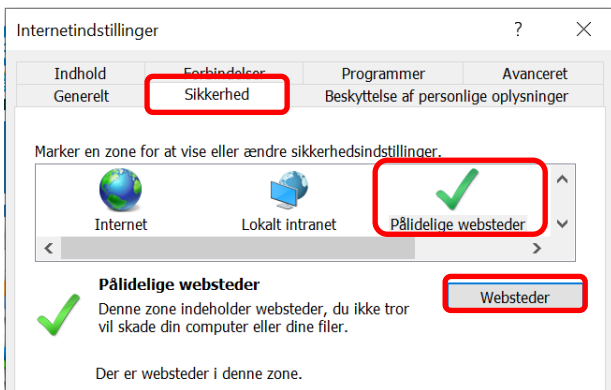 Internetindstillinger
Indhold Forbindelser Programmer Avanceret
Generelt Sikkerhed Beskyttelse af personlige oplysninger
Marker en zone for at vise eller ændre sikkerhedsindstillinger.
Internet Lokalt intranet Pålidelige websteder
Pålidelige websteder
Websteder
Denne zone indeholder websteder, du ikke tror
vil skade din computer eller dine filer.
Der er websteder i denne zone.